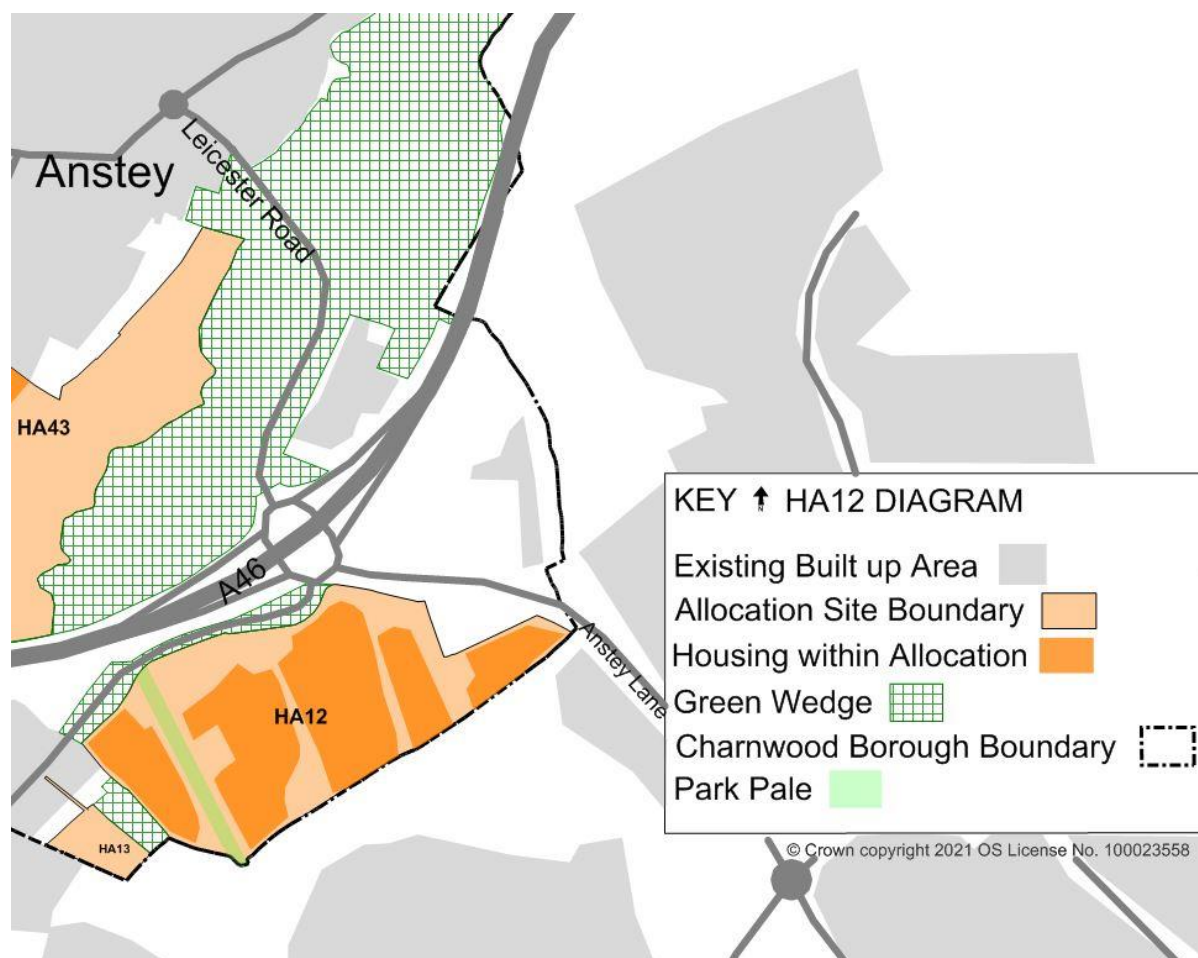 Leicester Road
Anstey
HA43
KEY HA12 DIAGRAM
Existing Built up Area
A46
Allocation Site Boundary
Anstey Lane
Housing within Allocation
Green Wedge
HA12
Charnwood Borough Boundary
Park Pale
HA13
© Crown copyright 2021 OS License No. 100023558